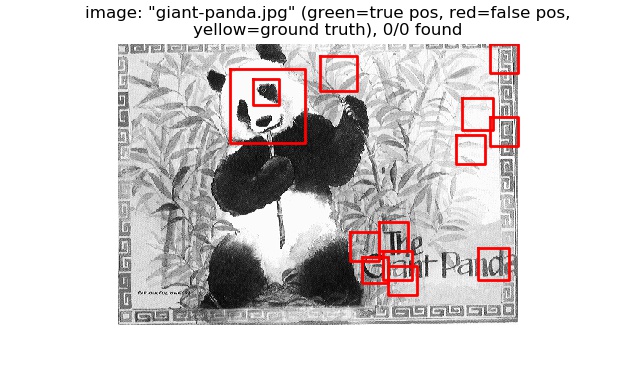 image: "giant-panda.jpg" (green=true pos, red=false pos,
yellow=ground truth), 0/0 found
The
Giant Panda